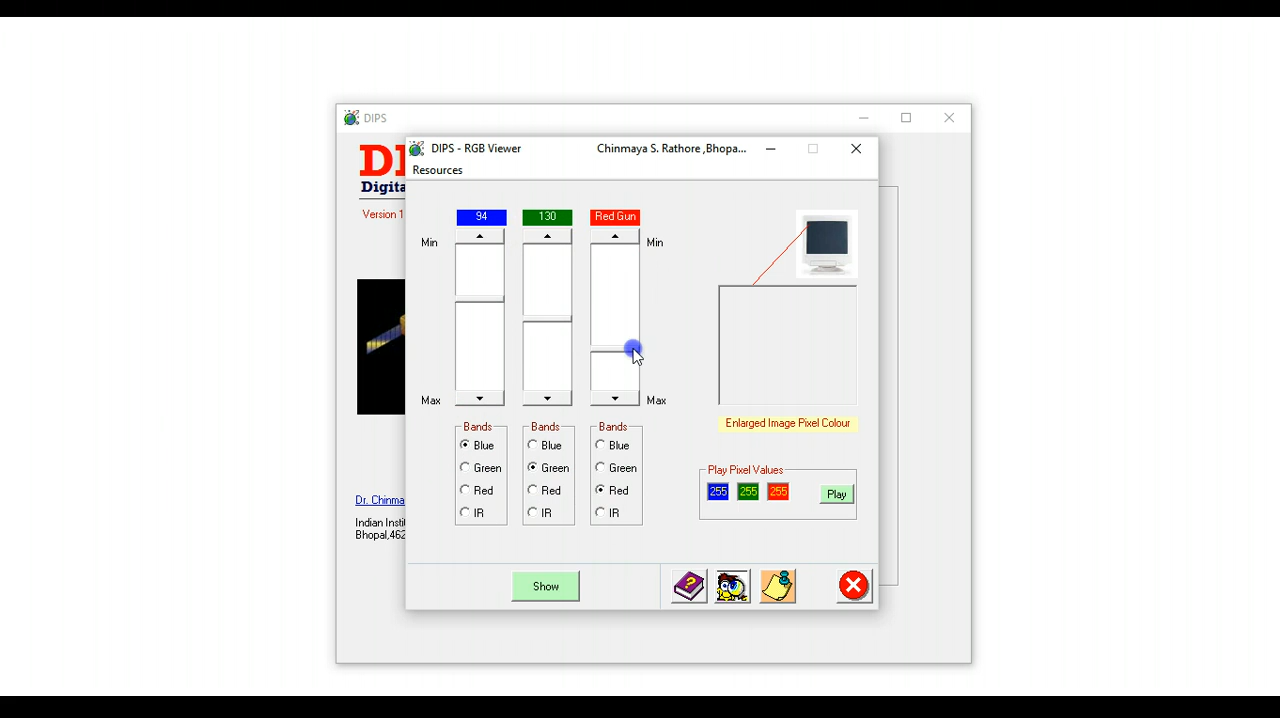 DIPS
DIPS - RGB Viewer
Chinmaya S. Rathore ,Bhopa...
Resources
Digita
Version 1
94
130
Red Gun
Min
Min
Max
Max
Enlarged Image Pixel Colour
Bands
Bands
Bands
Blue
Blue
Blue
Green
Green
Green
Red
Red
Red
IR
IR
IR
Play Pixel Values
255
255
255
Play
Dr. Chinma
Indian Insti
Bhopal,462
Show